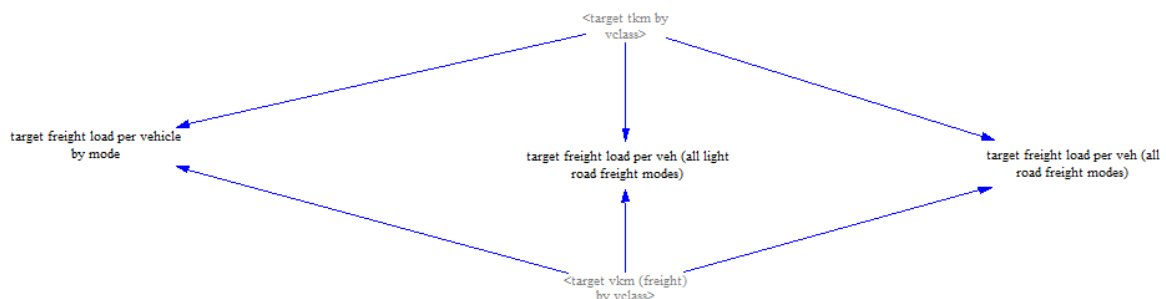 <target tkm by
vclass>
target freight load per vehicle
by mode
target freight load per veh (all light
road freight modes)
target freight load per veh (all
road freight modes)
<target vkm (freight)
by vclass>